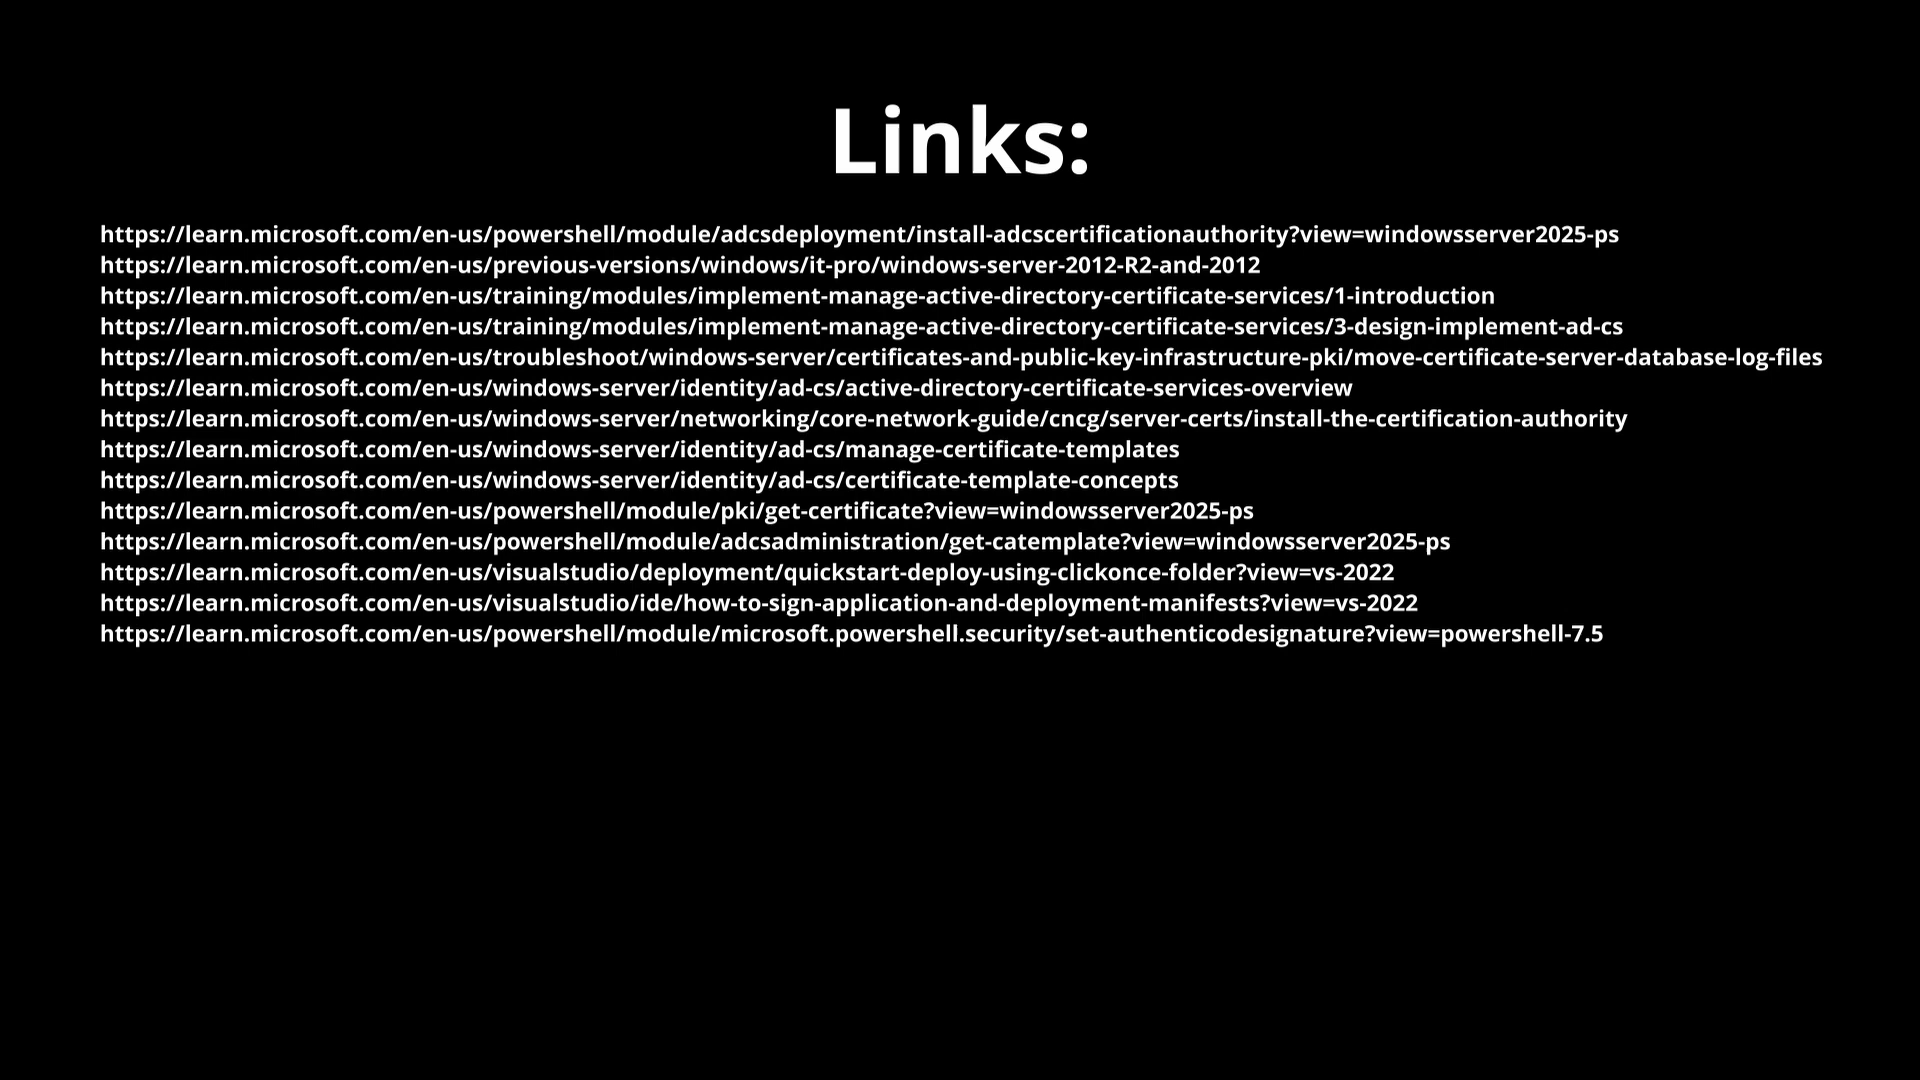 Links:
https://learn.microsoft.com/en-us/powershell/module/adcsdeployment/install-adcscertificationauthority?view=windowsserver2025-ps
https://learn.microsoft.com/en-us/previous-versions/windows/it-pro/windows-server-2012-R2-and-2012
https://learn.microsoft.com/en-us/training/modules/implement-manage-active-directory-certificate-services/1-introduction
https://learn.microsoft.com/en-us/training/modules/implement-manage-active-directory-certificate-services/3-design-implement-ad-cs
https://learn.microsoft.com/en-us/troubleshoot/windows-server/certificates-and-public-key-infrastructure-pki/move-certificate-server-database-log-files
https://learn.microsoft.com/en-us/windows-server/identity/ad-cs/active-directory-certificate-services-overview
https://learn.microsoft.com/en-us/windows-server/networking/core-network-guide/cncg/server-certs/install-the-certification-authority
https://learn.microsoft.com/en-us/windows-server/identity/ad-cs/manage-certificate-templates
https://learn.microsoft.com/en-us/windows-server/identity/ad-cs/certificate-template-concepts
https://learn.microsoft.com/en-us/powershell/module/pki/get-certificate?view=windowsserver2025-ps
https://learn.microsoft.com/en-us/powershell/module/adcsadministration/get-catemplate?view=windowsserver2025-ps
https://learn.microsoft.com/en-us/visualstudio/deployment/quickstart-deploy-using-clickonce-folder?view=vs-2022
https://learn.microsoft.com/en-us/visualstudio/ide/how-to-sign-application-and-deployment-manifests?view=vs-2022
https://learn.microsoft.com/en-us/powershell/module/microsoft.powershell.security/set-authenticodesignature?view=powershell-7.5